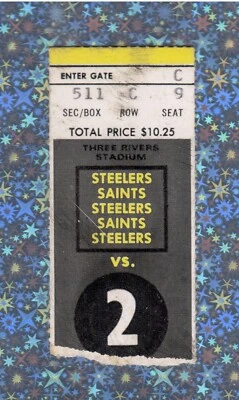 ENTER GATE C
511 C 9
SEC/BOX ROW SEAT
TOTAL PRICE $10.25
THREE RIVERS
STADIUM
STEELERS
SAINTS
STEELERS
SAINTS
STEELERS
VS.
2